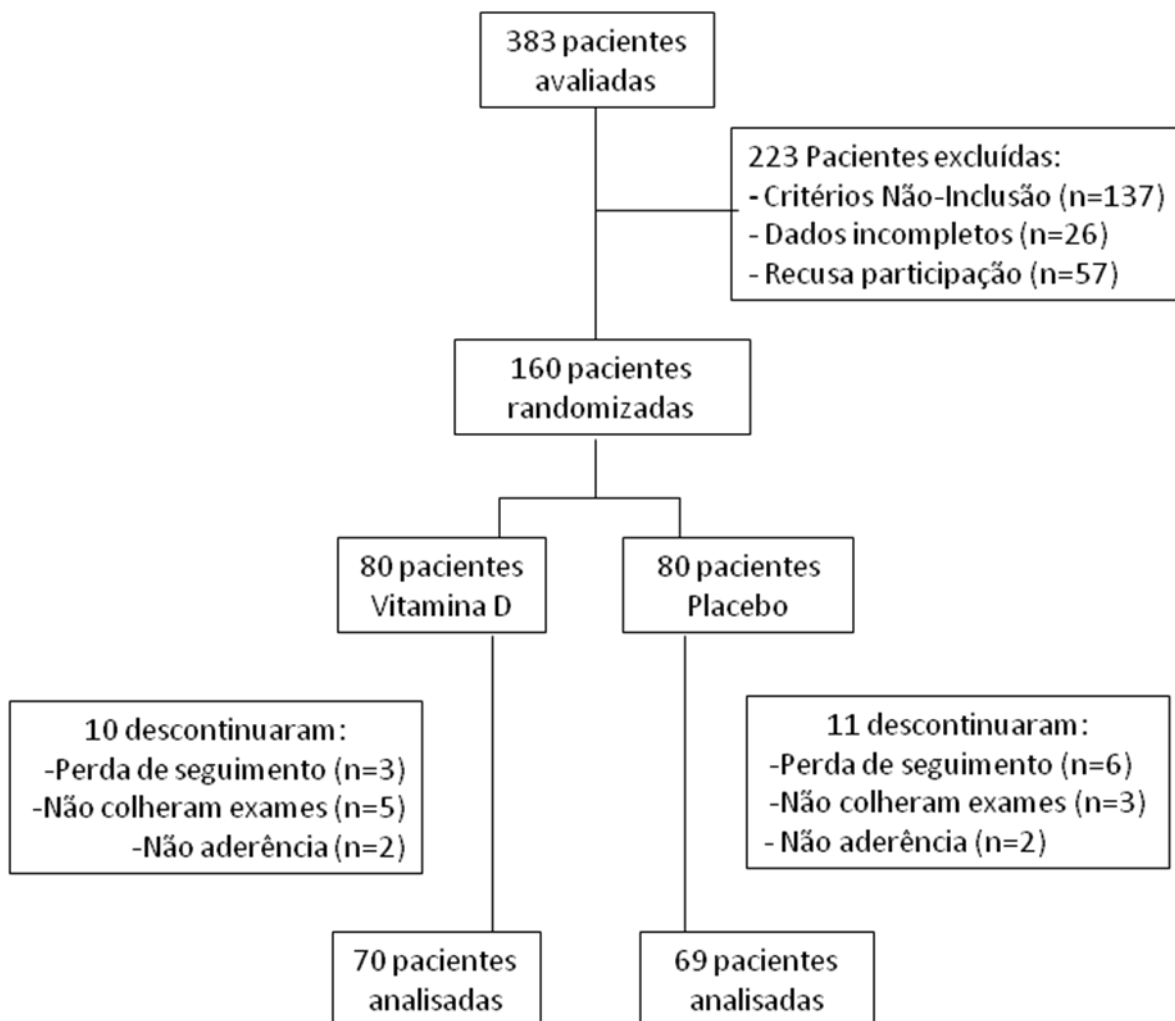 383 pacientes
avaliadas
223 Pacientes excluídas:
- Critérios Não-Inclusão (n=137)
- Dados incompletos (n=26)
- Recusa participação (n=57)
160 pacientes
randomizadas
80 pacientes
Vitamina D
80 pacientes
Placebo
10 descontinuaram:
-Perda de seguimento (n=3)
-Não colheram exames (n=5)
-Não aderência (n=2)
11 descontinuaram:
-Perda de seguimento (n=6)
-Não colheram exames (n=3)
- Não aderência (n=2)
70 pacientes
analisadas
69 pacientes
analisadas